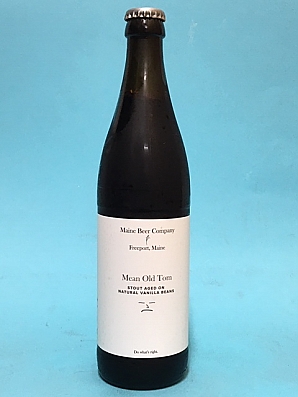 Maine Beer Company
Freeport, Maine
Mean Old Tom
STOUT AGED ON
NATURAL VANILLA BEANS
Do what's right.